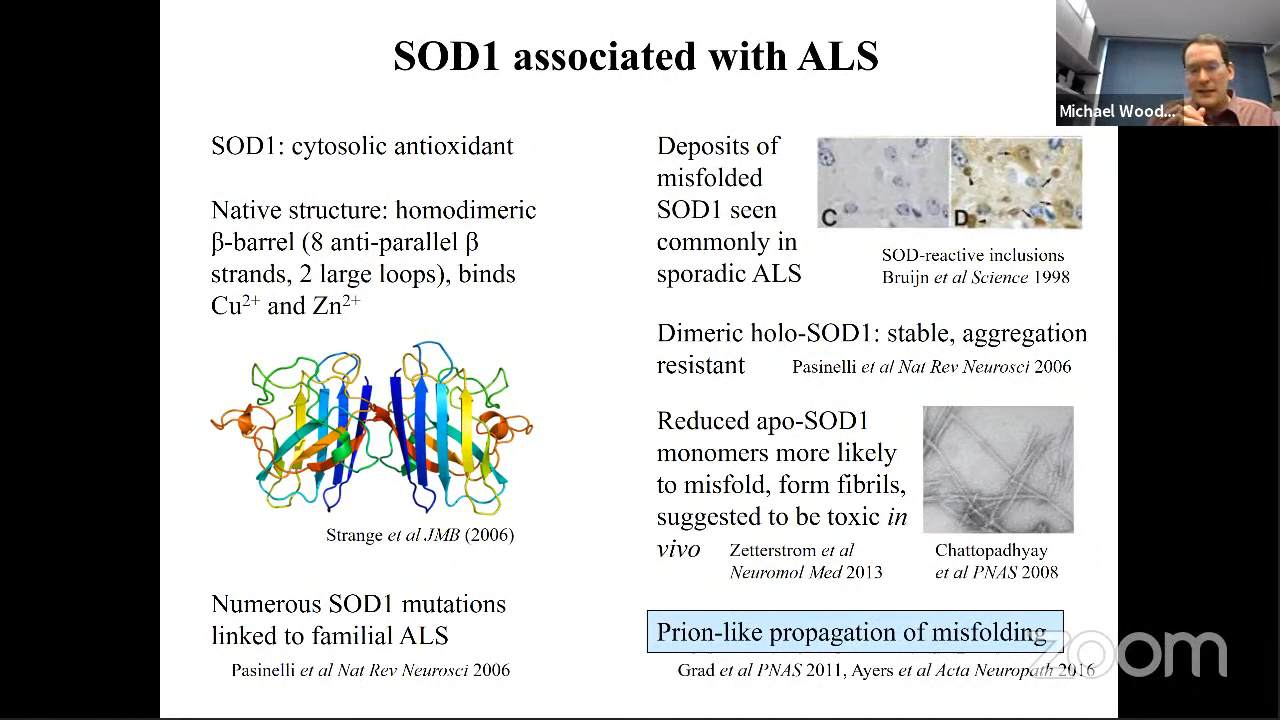 SOD1 associated with ALS
Michael Wood...
SOD1: cytosolic antioxidant
Native structure: homodimeric
β-barrel (8 anti-parallel β
strands, 2 large loops), binds
Cu²⁺ and Zn²⁺
Strange et al JMB (2006)
Numerous SOD1 mutations
linked to familial ALS
Pasinelli et al Nat Rev Neurosci 2006
Deposits of
misfolded
SOD1 seen
commonly in
sporadic ALS
C
D
SOD-reactive inclusions
Bruijn et al Science 1998
Dimeric holo-SOD1: stable, aggregation
resistant
Pasinelli et al Nat Rev Neurosci 2006
Reduced apo-SOD1
monomers more likely
to misfold, form fibrils,
suggested to be toxic in
vivo
Zetterstrom et al
Neuromol Med 2013
Chattopadhyay
et al PNAS 2008
Prion-like propagation of misfolding
Grad et al PNAS 2011, Ayers et al Acta Neuropath 2016
zoom